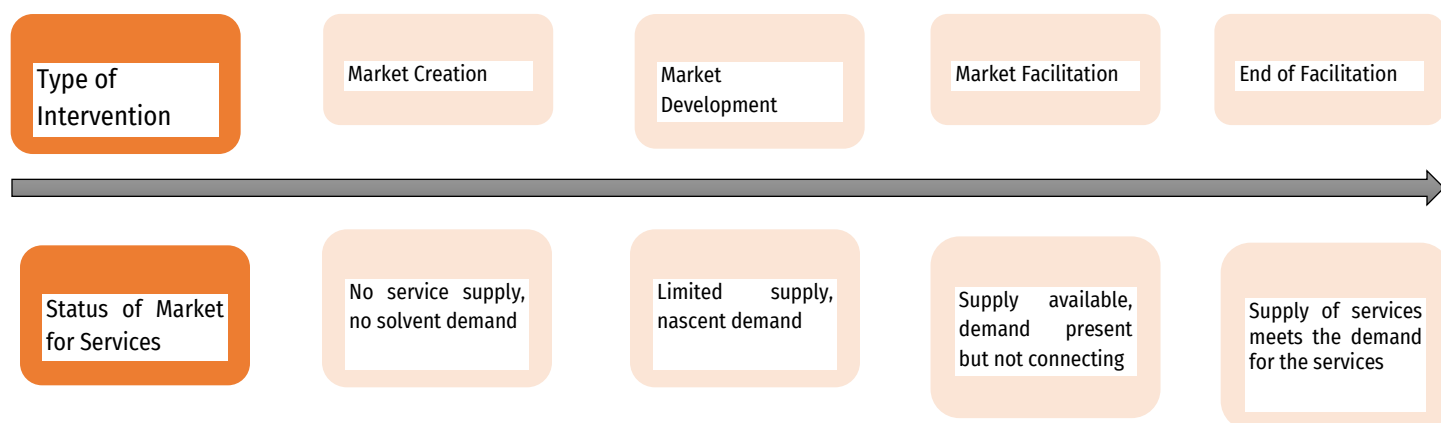 Type of
Intervention
Market Creation
Market
Development
Market Facilitation
End of Facilitation
Status of Market
for Services
No service supply,
no solvent demand
Limited supply,
nascent demand
Supply available,
demand present
but not connecting
Supply of services
meets the demand
for the services